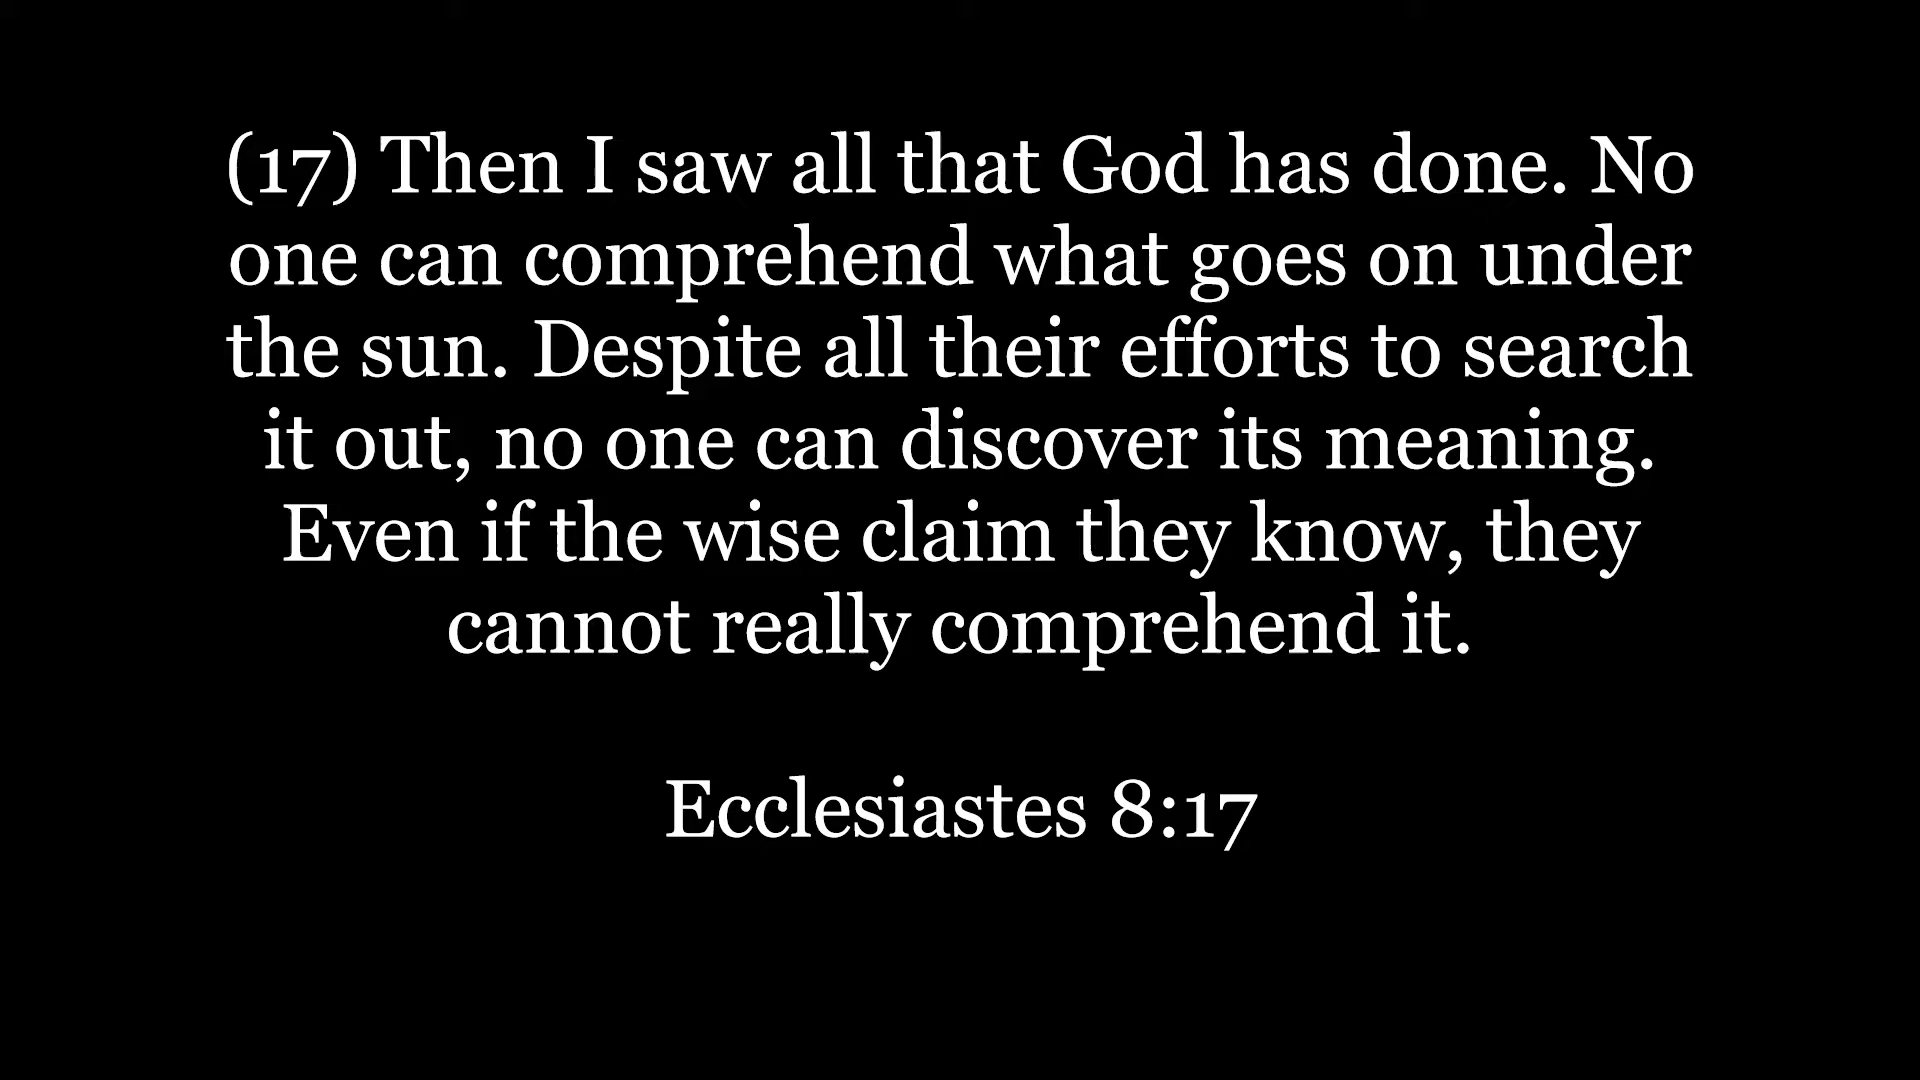 (17) Then I saw all that God has done. No
one can comprehend what goes on under
the sun. Despite all their efforts to search
it out, no one can discover its meaning.
Even if the wise claim they know, they
cannot really comprehend it.
Ecclesiastes 8:17